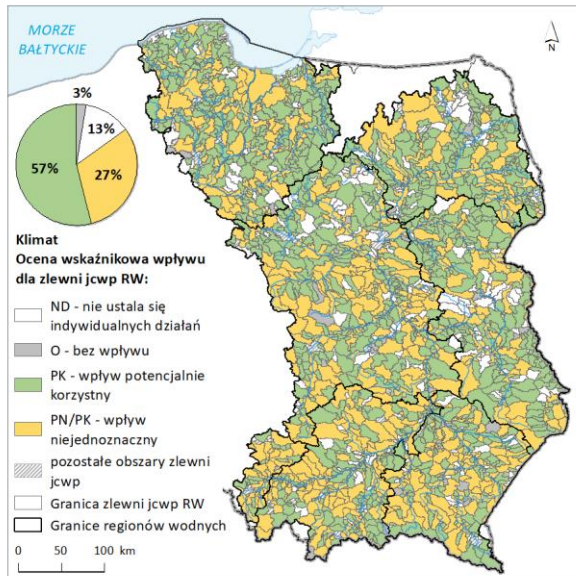 MORZE
BAŁTYCKIE
N
3%
13%
57%
27%
Klimat
Ocena wskaźnikowa wpływu
dla zlewni jcwp RW:
ND - nie ustala się
indywidualnych działań
O - bez wpływu
PK - wpływ potencjalnie
korzystny
PN/PK - wpływ
niejednoznaczny
pozostałe obszary zlewni
jcwp
Granica zlewni jcwp RW
Granice regionów wodnych
0 50 100 km